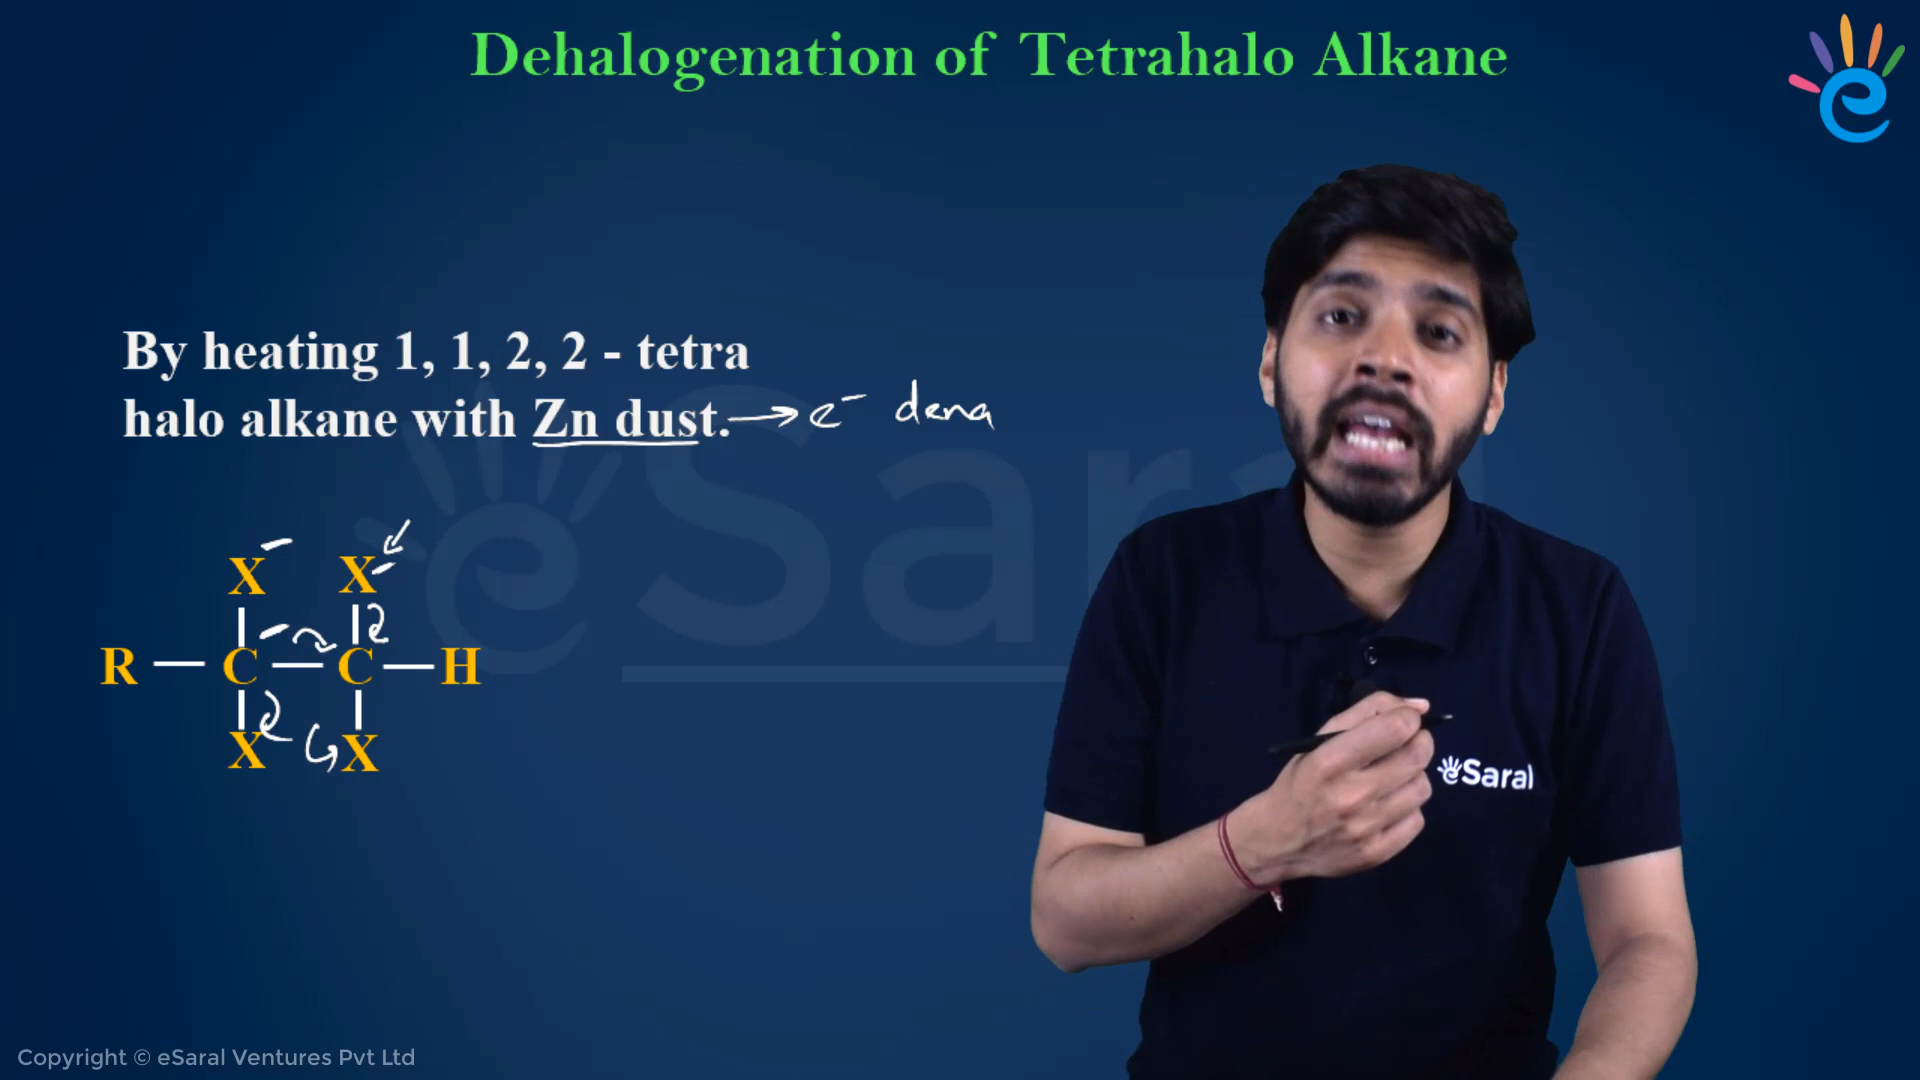 Dehalogenation of Tetrahalo Alkane
By heating 1, 1, 2, 2 - tetra
halo alkane with Zn dust. → e⁻ dena
X⁻ X
R — C — C — H
X X
eSaral
eSaral
Copyright © eSaral Ventures Pvt Ltd